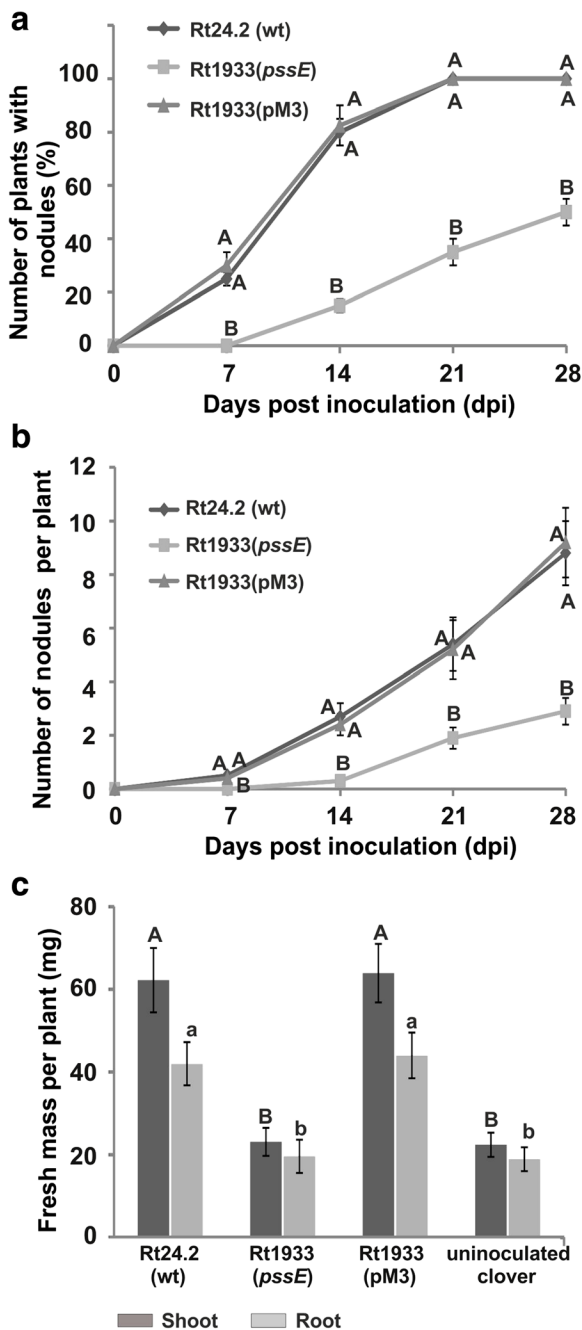 a
Rt24.2 (wt)
Rt1933(pssE)
Rt1933(pM3)
Number of plants with
nodules (%)
100
80
60
40
20
0
A
A
B
A
A
B
A
A
B
A
A
B
0 7 14 21 28
Days post inoculation (dpi)
b
Rt24.2 (wt)
Rt1933(pssE)
Rt1933(pM3)
Number of nodules per plant
12
10
8
6
4
2
0
A A
B
A
A
B
A
A
B
A
A
B
0 7 14 21 28
Days post inoculation (dpi)
c
Fresh mass per plant (mg)
80
60
40
20
0
A
a
B
b
A
a
B
b
Rt24.2
(wt)
Rt1933
(pssE)
Rt1933
(pM3)
uninoculated
clover
Shoot
Root